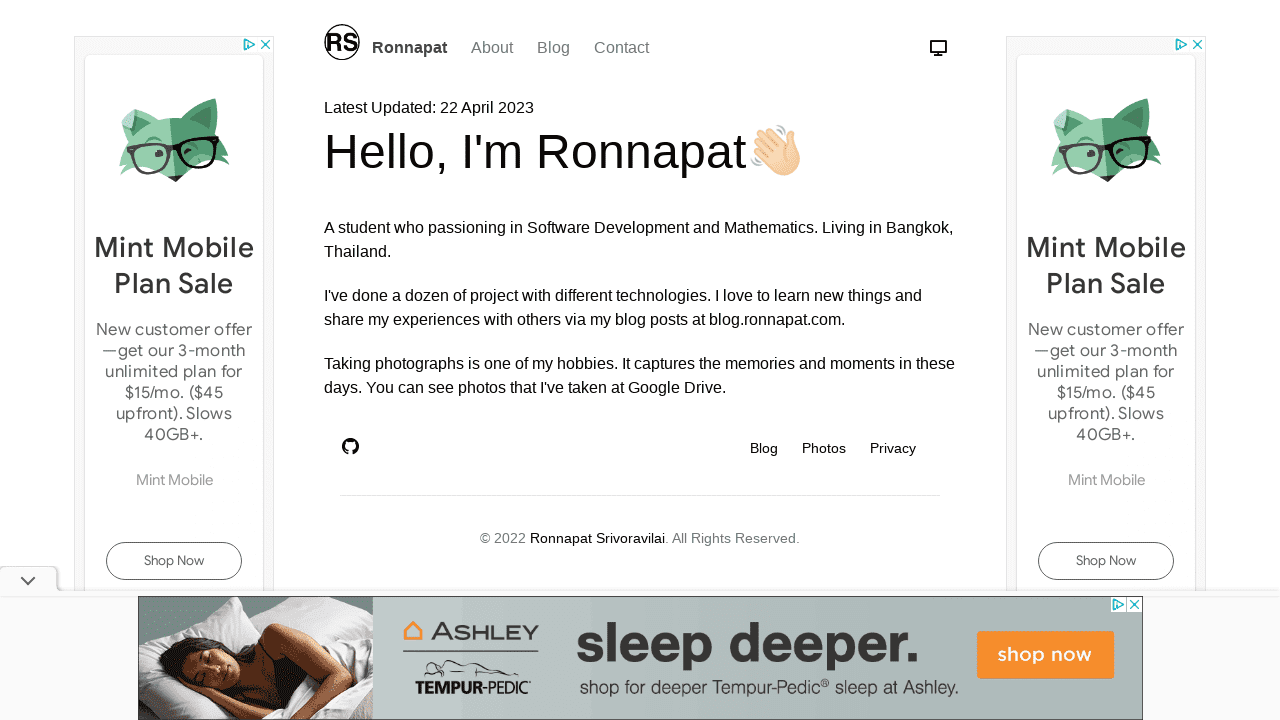 RS Ronnapat About Blog Contact
Latest Updated: 22 April 2023
Hello, I'm Ronnapat
A student who passioning in Software Development and Mathematics. Living in Bangkok,
Thailand.
I've done a dozen of project with different technologies. I love to learn new things and
share my experiences with others via my blog posts at blog.ronnapat.com.
Taking photographs is one of my hobbies. It captures the memories and moments in these
days. You can see photos that I've taken at Google Drive.
Blog Photos Privacy
© 2022 Ronnapat Srivoravilai. All Rights Reserved.
Mint Mobile
Plan Sale
New customer offer
—get our 3-month
unlimited plan for
$15/mo. ($45
upfront). Slows
40GB+.
Mint Mobile
Shop Now
Mint Mobile
Plan Sale
New customer offer
—get our 3-month
unlimited plan for
$15/mo. ($45
upfront). Slows
40GB+.
Mint Mobile
Shop Now
ASHLEY
TEMPUR-PEDIC®
sleep deeper.
shop for deeper Tempur-Pedic® sleep at Ashley.
shop now